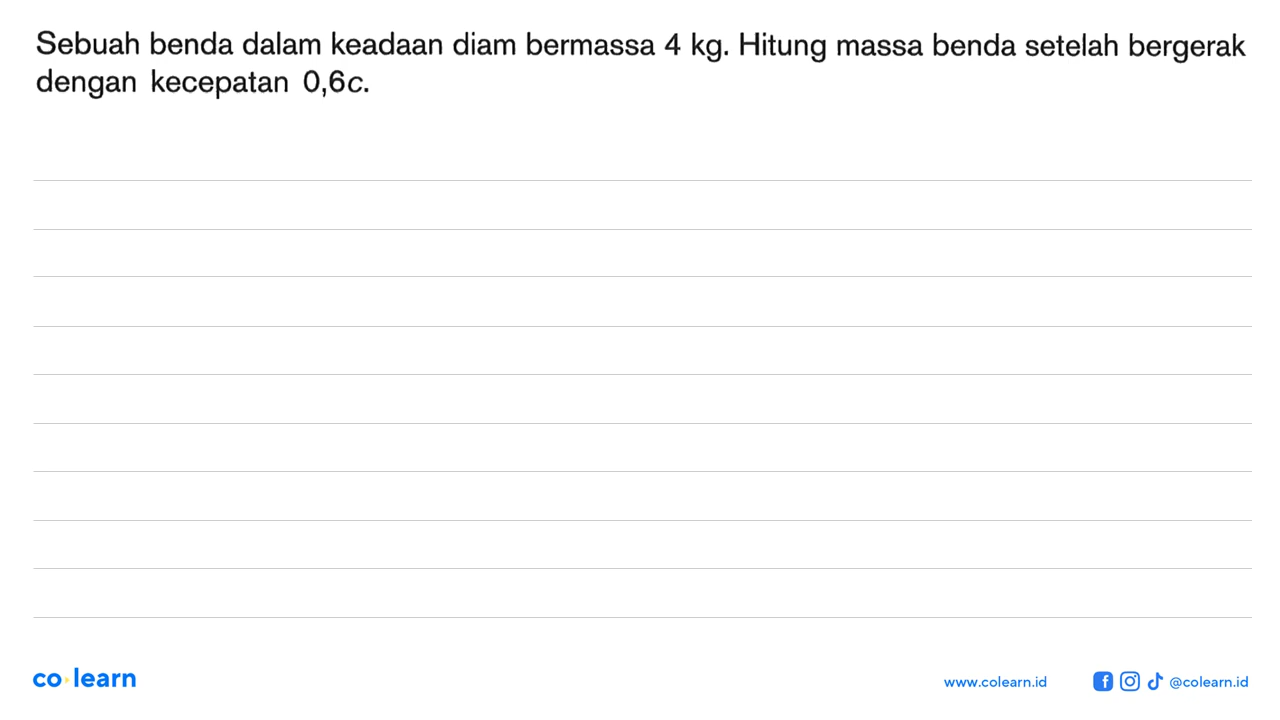 Sebuah benda dalam keadaan diam bermassa 4 kg. Hitung massa benda setelah bergerak
dengan kecepatan 0,6c.
co learn
www.colearn.id @colearn.id